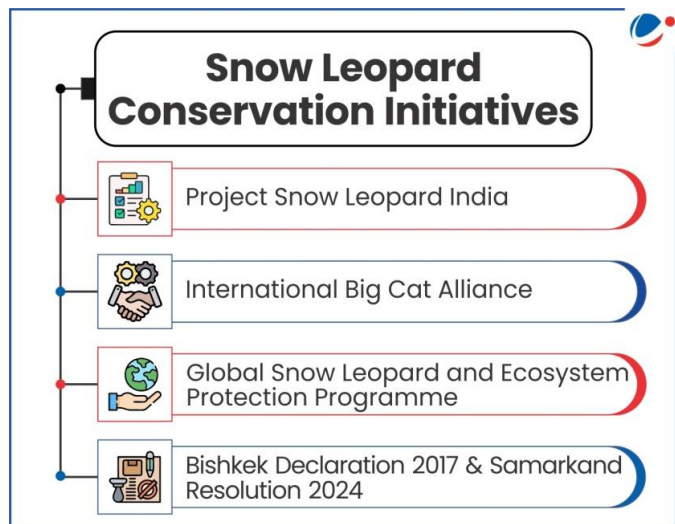 Snow Leopard
Conservation Initiatives
Project Snow Leopard India
International Big Cat Alliance
Global Snow Leopard and Ecosystem
Protection Programme
Bishkek Declaration 2017 & Samarkand
Resolution 2024